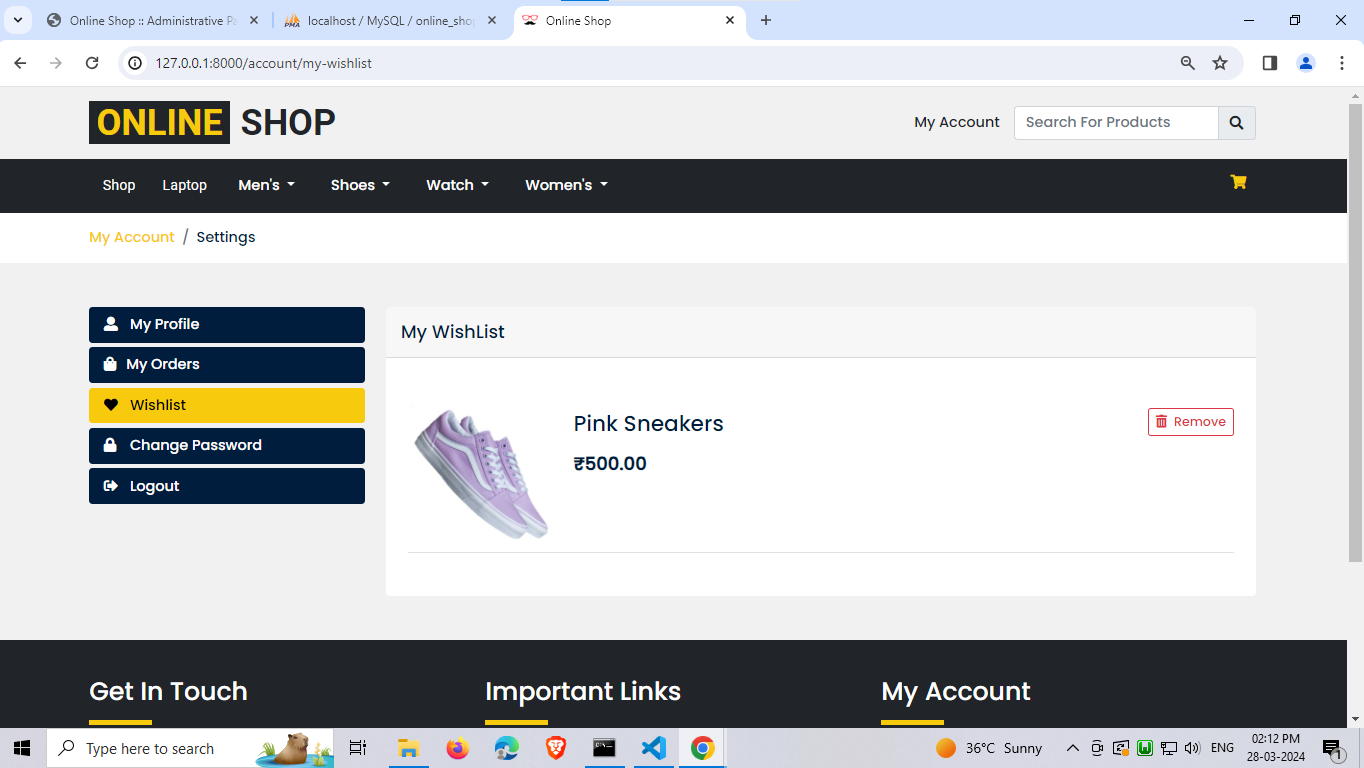 Online Shop :: Administrative Pa
localhost / MySQL / online_shop
Online Shop
127.0.0.1:8000/account/my-wishlist
ONLINE SHOP
My Account
Search For Products
Shop
Laptop
Men's
Shoes
Watch
Women's
My Account / Settings
My Profile
My Orders
Wishlist
Change Password
Logout
My WishList
Pink Sneakers
₹500.00
Remove
Get In Touch
Important Links
My Account
Type here to search
36°C Sunny
ENG
02:12 PM
28-03-2024
1